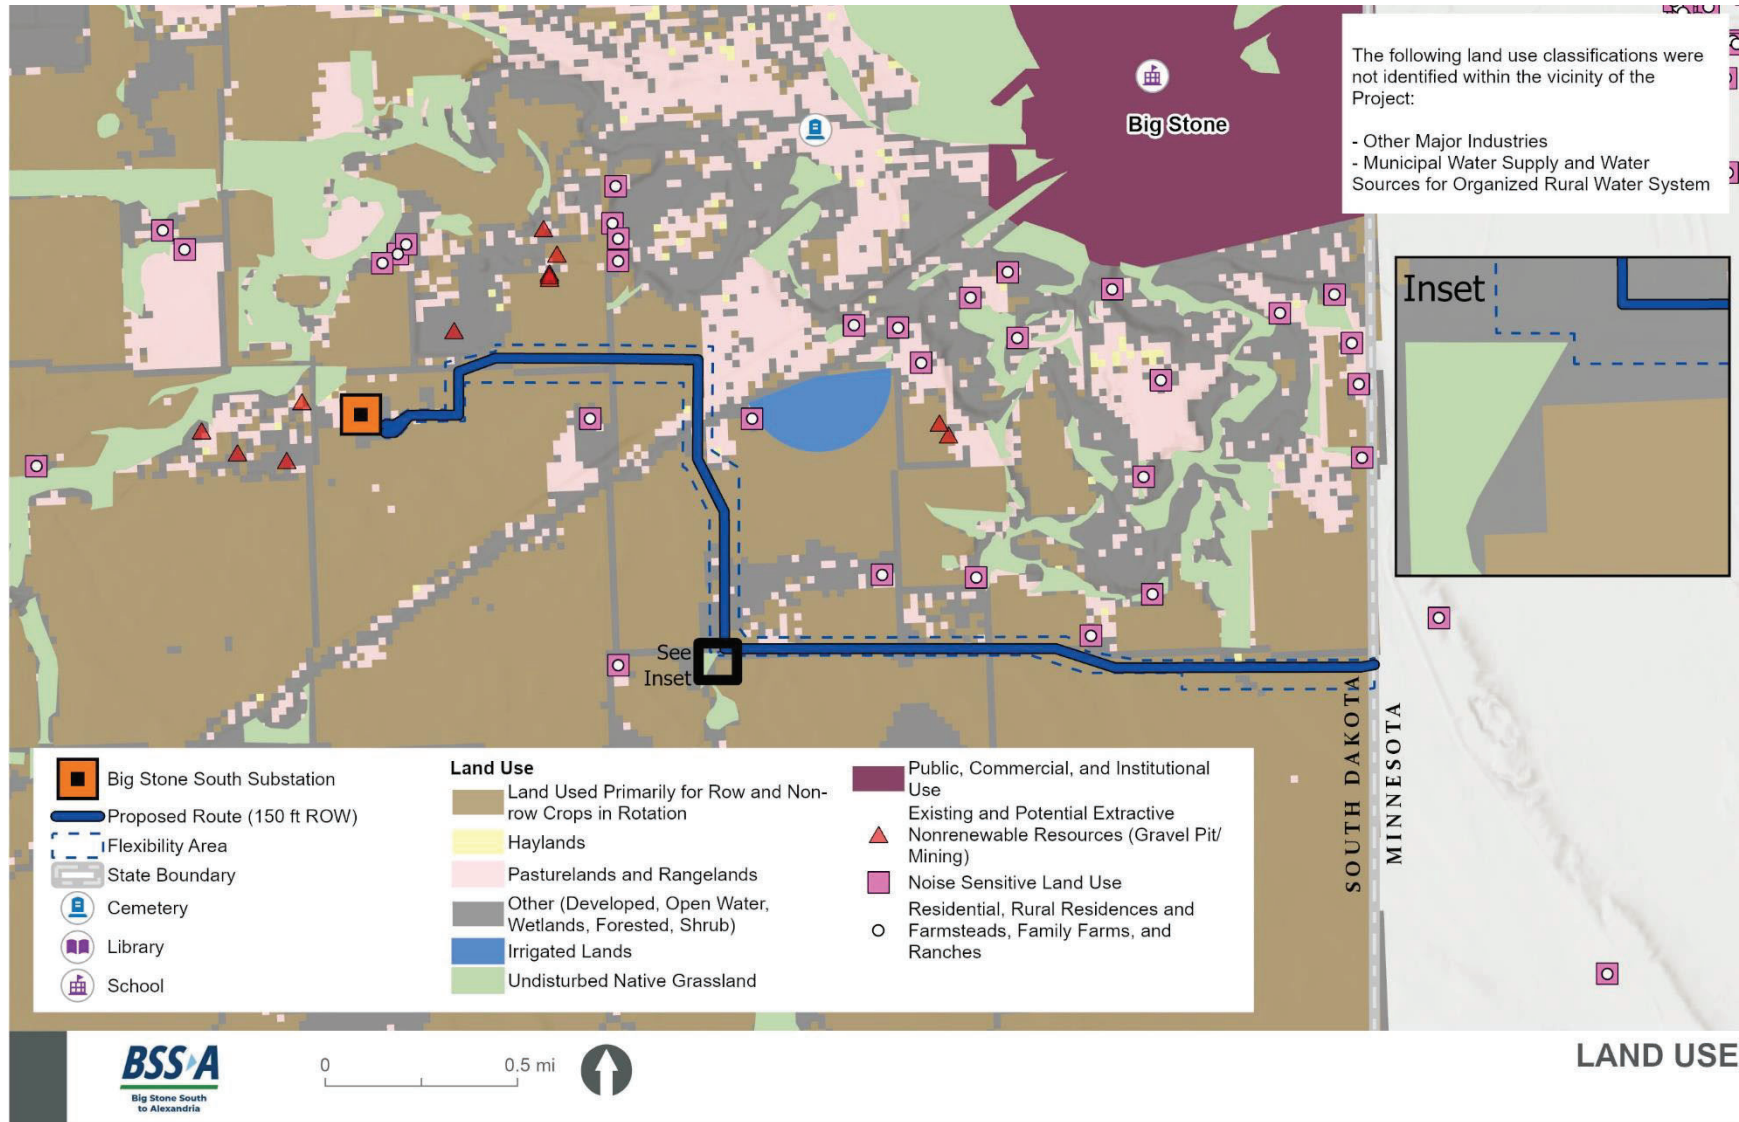 The following land use classifications were
not identified within the vicinity of the
Project:
- Other Major Industries
- Municipal Water Supply and Water
Sources for Organized Rural Water System
Big Stone
Inset
See
Inset
SOUTH DAKOTA
MINNESOTA
Big Stone South Substation
Proposed Route (150 ft ROW)
Flexibility Area
State Boundary
Cemetery
Library
School
Land Use
Land Used Primarily for Row and Non-
row Crops in Rotation
Haylands
Pasturelands and Rangelands
Other (Developed, Open Water,
Wetlands, Forested, Shrub)
Irrigated Lands
Undisturbed Native Grassland
Public, Commercial, and Institutional
Use
Existing and Potential Extractive
Nonrenewable Resources (Gravel Pit/
Mining)
Noise Sensitive Land Use
Residential, Rural Residences and
Farmsteads, Family Farms, and
Ranches
BSSA
Big Stone South
to Alexandria
0 0.5 mi
LAND USE